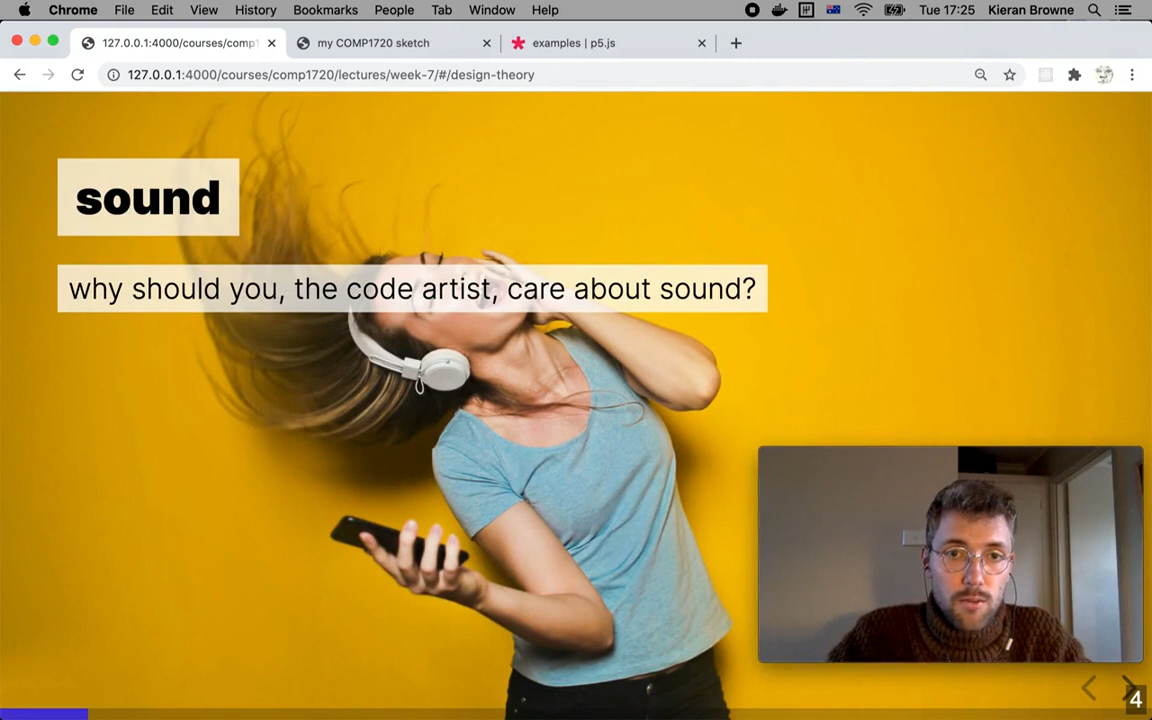 Chrome File Edit View History Bookmarks People Tab Window Help Tue 17:25 Kieran Browne
127.0.0.1:4000/courses/comp1 my COMP1720 sketch examples | p5.js
127.0.0.1:4000/courses/comp1720/lectures/week-7/#/design-theory
sound
why should you, the code artist, care about sound?
4